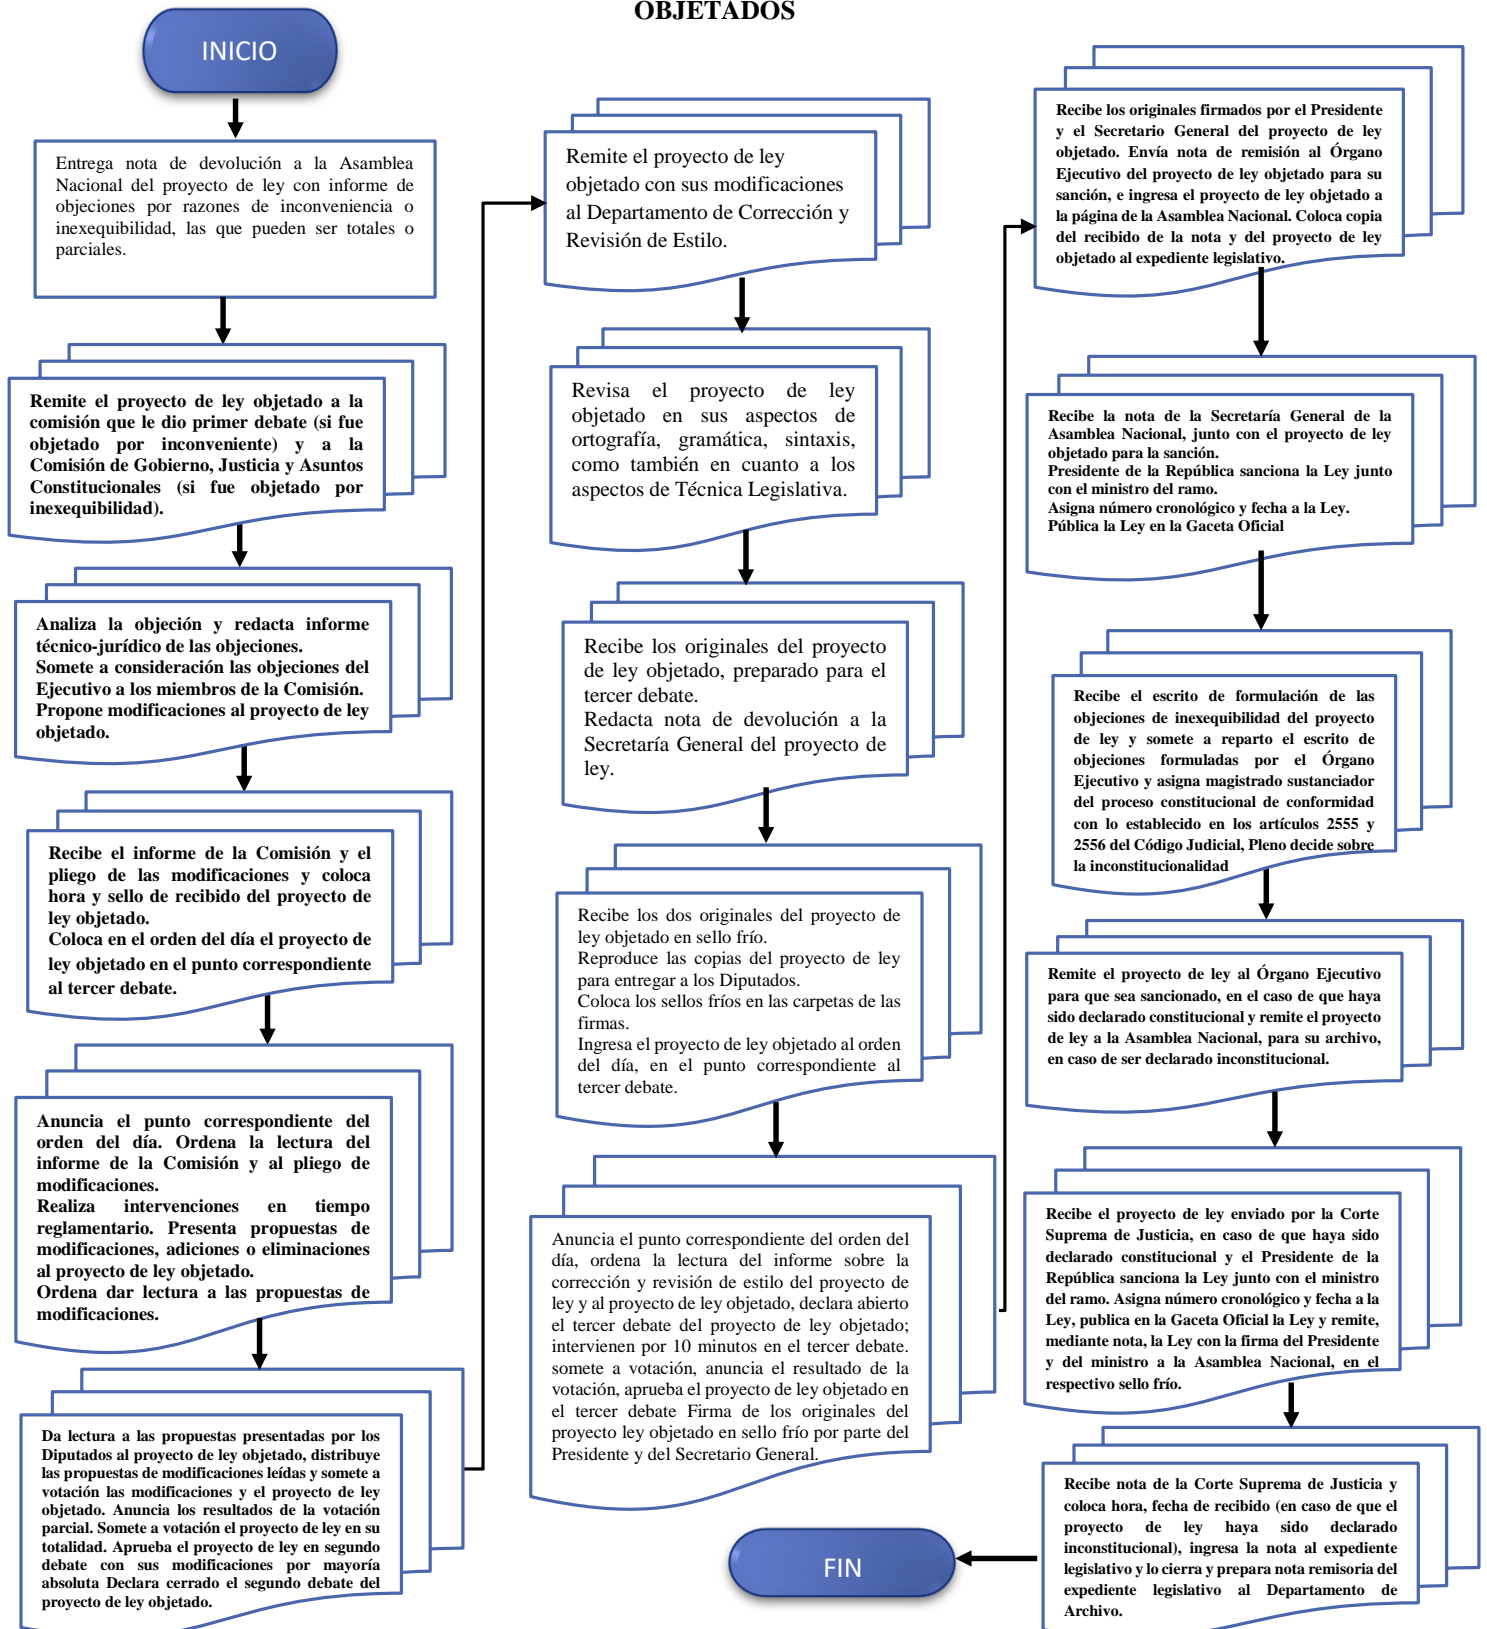 OBJETADOS
INICIO
Entrega nota de devolución a la Asamblea
Nacional del proyecto de ley con informe de
objeciones por razones de inconveniencia o
inexequibilidad, las que pueden ser totales o
parciales.
Remite el proyecto de ley objetado a la
comisión que le dio primer debate (si fue
objetado por inconveniente) y a la
Comisión de Gobierno, Justicia y Asuntos
Constitucionales (si fue objetado por
inexequibilidad).
Analiza la objeción y redacta informe
técnico-jurídico de las objeciones.
Somete a consideración las objeciones del
Ejecutivo a los miembros de la Comisión.
Propone modificaciones al proyecto de ley
objetado.
Recibe el informe de la Comisión y el
pliego de las modificaciones y coloca
hora y sello de recibido del proyecto de
ley objetado.
Coloca en el orden del día el proyecto de
ley objetado en el punto correspondiente
al tercer debate.
Anuncia el punto correspondiente del
orden del día. Ordena la lectura del
informe de la Comisión y al pliego de
modificaciones.
Realiza intervenciones en tiempo
reglamentario. Presenta propuestas de
modificaciones, adiciones o eliminaciones
al proyecto de ley objetado.
Ordena dar lectura a las propuestas de
modificaciones.
Da lectura a las propuestas presentadas por los
Diputados al proyecto de ley objetado, distribuye
las propuestas de modificaciones leídas y somete a
votación las modificaciones y el proyecto de ley
objetado. Anuncia los resultados de la votación
parcial. Somete a votación el proyecto de ley en su
totalidad. Aprueba el proyecto de ley en segundo
debate con sus modificaciones por mayoría
absoluta Declara cerrado el segundo debate del
proyecto de ley objetado.
Remite el proyecto de ley
objetado con sus modificaciones
al Departamento de Corrección y
Revisión de Estilo.
Revisa el proyecto de ley
objetado en sus aspectos de
ortografía, gramática, sintaxis,
como también en cuanto a los
aspectos de Técnica Legislativa.
Recibe los originales del proyecto
de ley objetado, preparado para el
tercer debate.
Redacta nota de devolución a la
Secretaría General del proyecto de
ley.
Recibe los dos originales del proyecto de
ley objetado en sello frío.
Reproduce las copias del proyecto de ley
para entregar a los Diputados.
Coloca los sellos fríos en las carpetas de las
firmas.
Ingresa el proyecto de ley objetado al orden
del día, en el punto correspondiente al
tercer debate.
Anuncia el punto correspondiente del orden del
día, ordena la lectura del informe sobre la
corrección y revisión de estilo del proyecto de
ley y al proyecto de ley objetado, declara abierto
el tercer debate del proyecto de ley objetado;
intervienen por 10 minutos en el tercer debate.
somete a votación, anuncia el resultado de la
votación, aprueba el proyecto de ley objetado en
el tercer debate Firma de los originales del
proyecto ley objetado en sello frío por parte del
Presidente y del Secretario General.
Recibe los originales firmados por el Presidente
y el Secretario General del proyecto de ley
objetado. Envía nota de remisión al Órgano
Ejecutivo del proyecto de ley objetado para su
sanción, e ingresa el proyecto de ley objetado a
la página de la Asamblea Nacional. Coloca copia
del recibido de la nota y del proyecto de ley
objetado al expediente legislativo.
Recibe la nota de la Secretaría General de la
Asamblea Nacional, junto con el proyecto de ley
objetado para la sanción.
Presidente de la República sanciona la Ley junto
con el ministro del ramo.
Asigna número cronológico y fecha a la Ley.
Pública la Ley en la Gaceta Oficial
Recibe el escrito de formulación de las
objeciones de inexequibilidad del proyecto
de ley y somete a reparto el escrito de
objeciones formuladas por el Órgano
Ejecutivo y asigna magistrado sustanciador
del proceso constitucional de conformidad
con lo establecido en los artículos 2555 y
2556 del Código Judicial, Pleno decide sobre
la inconstitucionalidad
Remite el proyecto de ley al Órgano Ejecutivo
para que sea sancionado, en el caso de que haya
sido declarado constitucional y remite el proyecto
de ley a la Asamblea Nacional, para su archivo,
en caso de ser declarado inconstitucional.
Recibe el proyecto de ley enviado por la Corte
Suprema de Justicia, en caso de que haya sido
declarado constitucional y el Presidente de la
República sanciona la Ley junto con el ministro
del ramo. Asigna número cronológico y fecha a la
Ley, publica en la Gaceta Oficial la Ley y remite,
mediante nota, la Ley con la firma del Presidente
y del ministro a la Asamblea Nacional, en el
respectivo sello frío.
Recibe nota de la Corte Suprema de Justicia y
coloca hora, fecha de recibido (en caso de que el
proyecto de ley haya sido declarado
inconstitucional), ingresa la nota al expediente
legislativo y lo cierra y prepara nota remisoria del
expediente legislativo al Departamento de
Archivo.
FIN